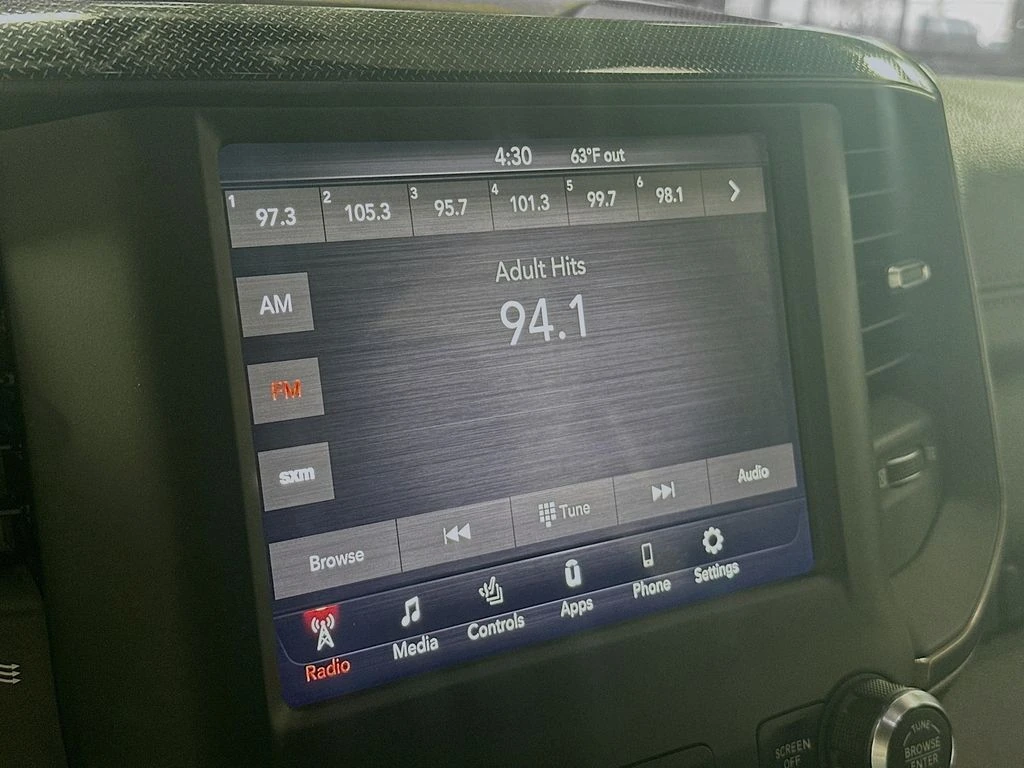 4:30 63°F out
1 97.3 2 105.3 3 95.7 4 101.3 5 99.7 6 98.1
Adult Hits
94.1
AM
FM
sxm
Browse Tune Audio
Radio Media Controls Apps Phone Settings
SCREEN
OFF
TUNE
BROWSE
ENTER